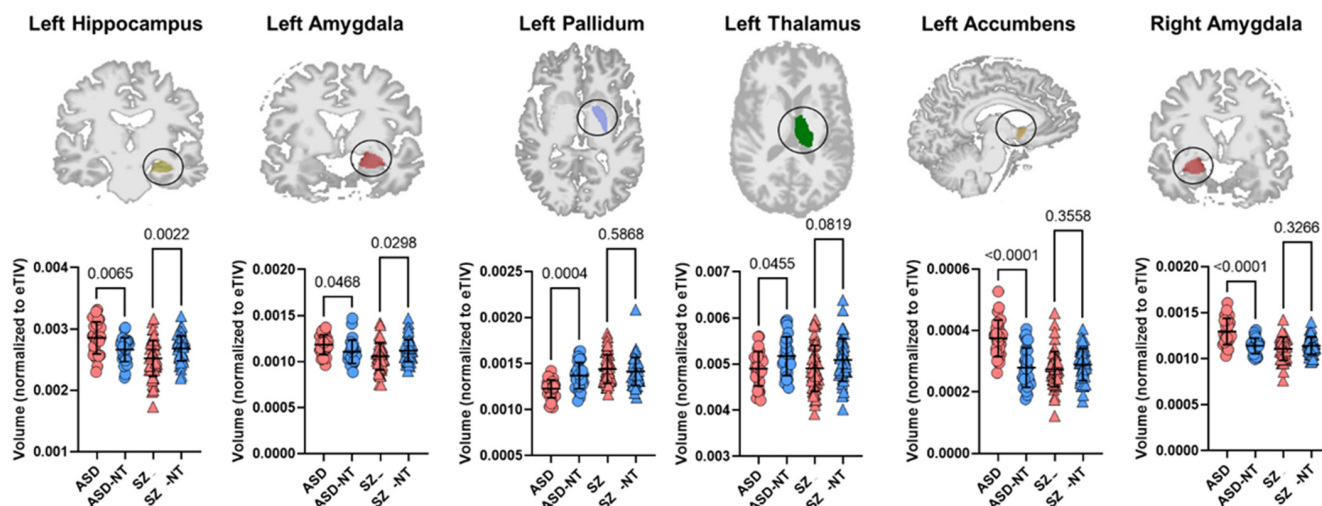 Left Hippocampus
Left Amygdala
Left Pallidum
Left Thalamus
Left Accumbens
Right Amygdala
0.0022
0.0065
Volume (normalized to eTIV)
0.004
0.003
0.002
0.001
ASD
ASD-NT
SZ
SZ -NT
0.0298
0.0468
Volume (normalized to eTIV)
0.0020
0.0015
0.0010
0.0005
0.0000
ASD
ASD-NT
SZ
SZ -NT
0.5868
0.0004
Volume (normalized to eTIV)
0.0025
0.0020
0.0015
0.0010
0.0005
ASD
ASD-NT
SZ
SZ -NT
0.0819
0.0455
Volume (normalized to eTIV)
0.007
0.006
0.005
0.004
0.003
ASD
ASD-NT
SZ
SZ -NT
0.3558
<0.0001
Volume (normalized to eTIV)
0.0006
0.0004
0.0002
0.0000
ASD
ASD-NT
SZ
SZ -NT
0.3266
<0.0001
Volume (normalized to eTIV)
0.0020
0.0015
0.0010
0.0005
0.0000
ASD
ASD-NT
SZ
SZ -NT